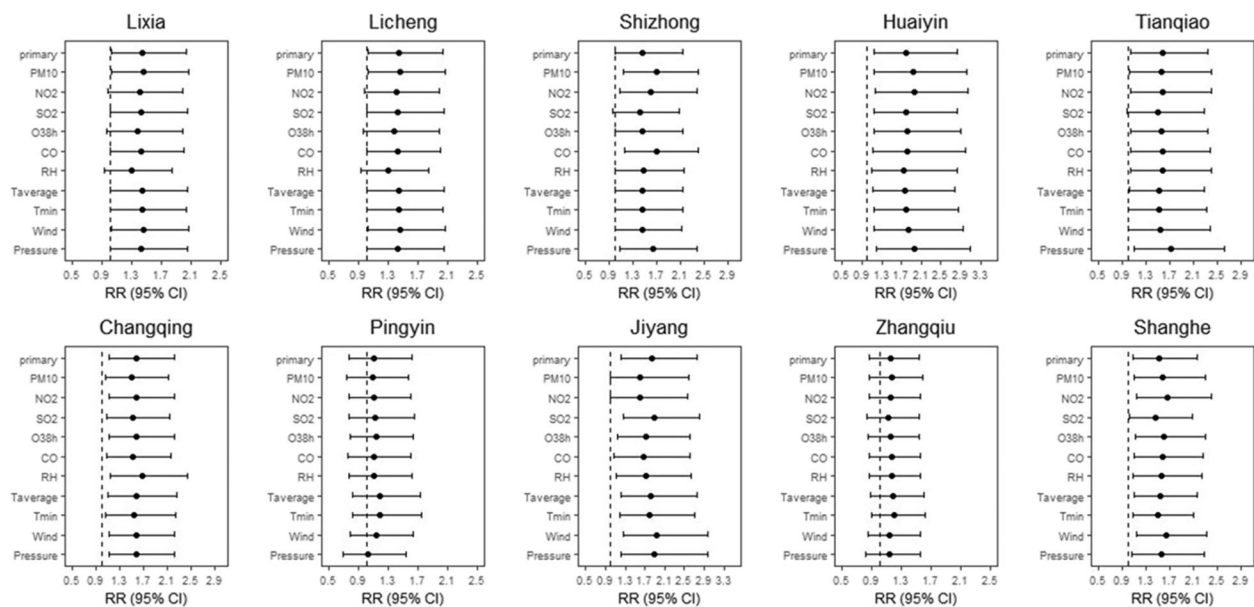 Lixia Licheng Shizhong Huaiyin Tianqiao
primary primary primary primary primary
PM10 PM10 PM10 PM10 PM10
NO2 NO2 NO2 NO2 NO2
SO2 SO2 SO2 SO2 SO2
O38h O38h O38h O38h O38h
CO CO CO CO CO
RH RH RH RH RH
Taverage Taverage Taverage Taverage Taverage
Tmin Tmin Tmin Tmin Tmin
Wind Wind Wind Wind Wind
Pressure Pressure Pressure Pressure Pressure
0.5 0.9 1.3 1.7 2.1 2.5 0.5 0.9 1.3 1.7 2.1 2.5 0.5 0.9 1.3 1.7 2.1 2.5 2.9 0.5 0.9 1.3 1.7 2.1 2.5 2.9 3.3 0.5 0.9 1.3 1.7 2.1 2.5 2.9
RR (95% CI) RR (95% CI) RR (95% CI) RR (95% CI) RR (95% CI)
Changqing Pingyin Jiyang Zhangqiu Shanghe
primary primary primary primary primary
PM10 PM10 PM10 PM10 PM10
NO2 NO2 NO2 NO2 NO2
SO2 SO2 SO2 SO2 SO2
O38h O38h O38h O38h O38h
CO CO CO CO CO
RH RH RH RH RH
Taverage Taverage Taverage Taverage Taverage
Tmin Tmin Tmin Tmin Tmin
Wind Wind Wind Wind Wind
Pressure Pressure Pressure Pressure Pressure
0.5 0.9 1.3 1.7 2.1 2.5 2.9 0.5 0.9 1.3 1.7 2.1 2.5 0.5 0.9 1.3 1.7 2.1 2.5 2.9 3.3 0.5 0.9 1.3 1.7 2.1 2.5 0.5 0.9 1.3 1.7 2.1 2.5 2.9
RR (95% CI) RR (95% CI) RR (95% CI) RR (95% CI) RR (95% CI)